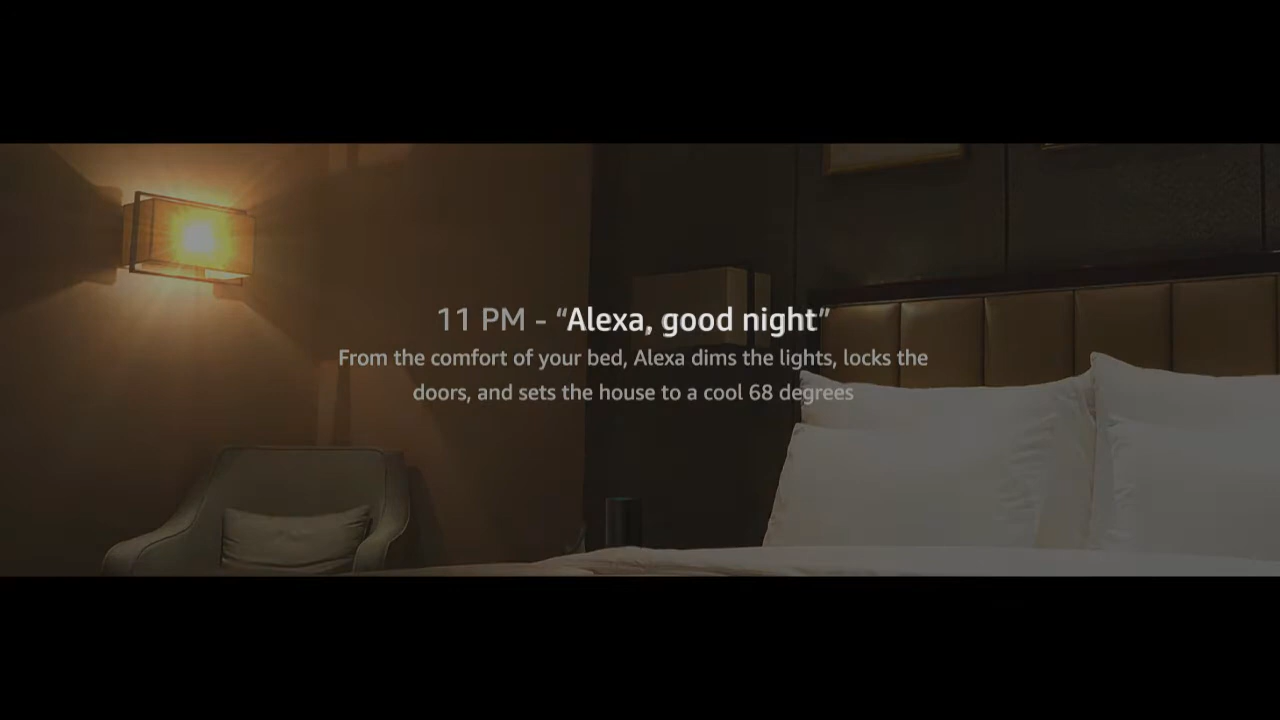 11 PM - “Alexa, good night”
From the comfort of your bed, Alexa dims the lights, locks the
doors, and sets the house to a cool 68 degrees